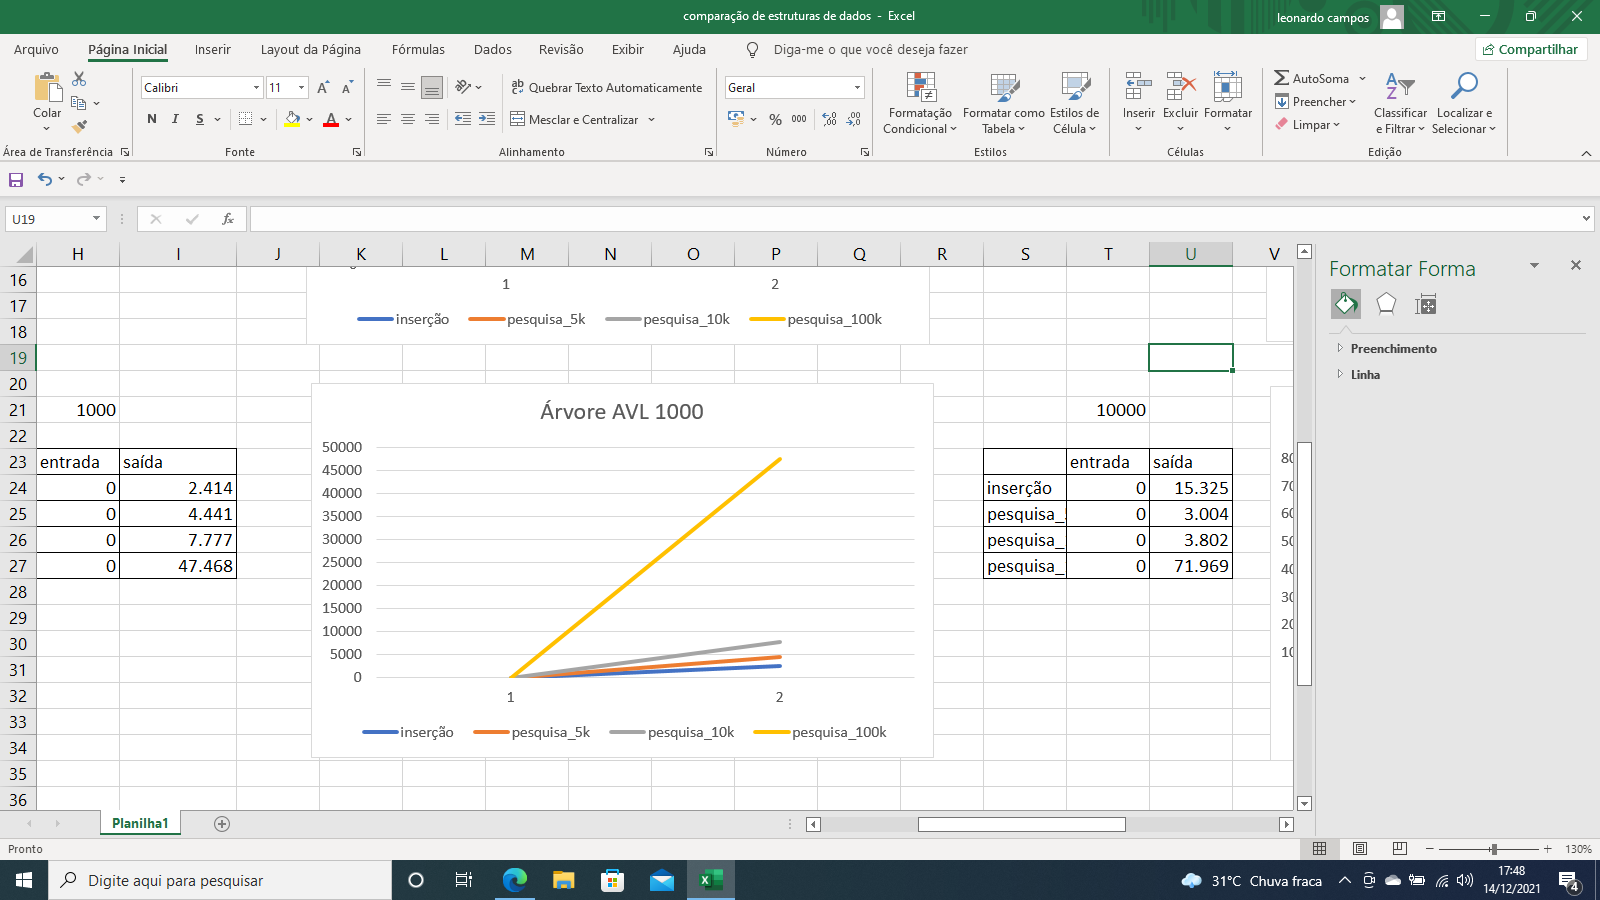 comparação de estruturas de dados - Excel
leonardo campos
Arquivo Página Inicial Inserir Layout da Página Fórmulas Dados Revisão Exibir Ajuda Diga-me o que você deseja fazer Compartilhar
Colar
Área de Transferência
Calibri 11
N I S
Fonte
Quebrar Texto Automaticamente
Mesclar e Centralizar
Alinhamento
Geral
% 000
Número
Formatação Condicional
Formatar como Tabela
Estilos de Célula
Estilos
Inserir Excluir Formatar
Células
AutoSoma
Preencher
Limpar
Classificar e Filtrar
Localizar e Selecionar
Edição
U19
fx
H I J K L M N O P Q R S T U V
16
17
18
19
20
21
22
23
24
25
26
27
28
29
30
31
32
33
34
35
36
1 2
inserção pesquisa_5k pesquisa_10k pesquisa_100k
1000
entrada saída
0 2.414
0 4.441
0 7.777
0 47.468
Árvore AVL 1000
50000
45000
40000
35000
30000
25000
20000
15000
10000
5000
0
1 2
inserção pesquisa_5k pesquisa_10k pesquisa_100k
10000
entrada saída
inserção 0 15.325
pesquisa_ 0 3.004
pesquisa_ 0 3.802
pesquisa_ 0 71.969
Formatar Forma
Preenchimento
Linha
Planilha1
Pronto
130%
Digite aqui para pesquisar
31°C Chuva fraca
17:48
14/12/2021
4